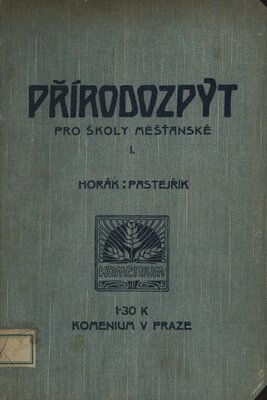 PŘÍRODOZPYT
PRO ŠKOLY MĚŠŤANSKÉ
I.
HORÁK : PASTEJŘÍK
KOMENIUM
1·30 K
KOMENIUM V PRAZE